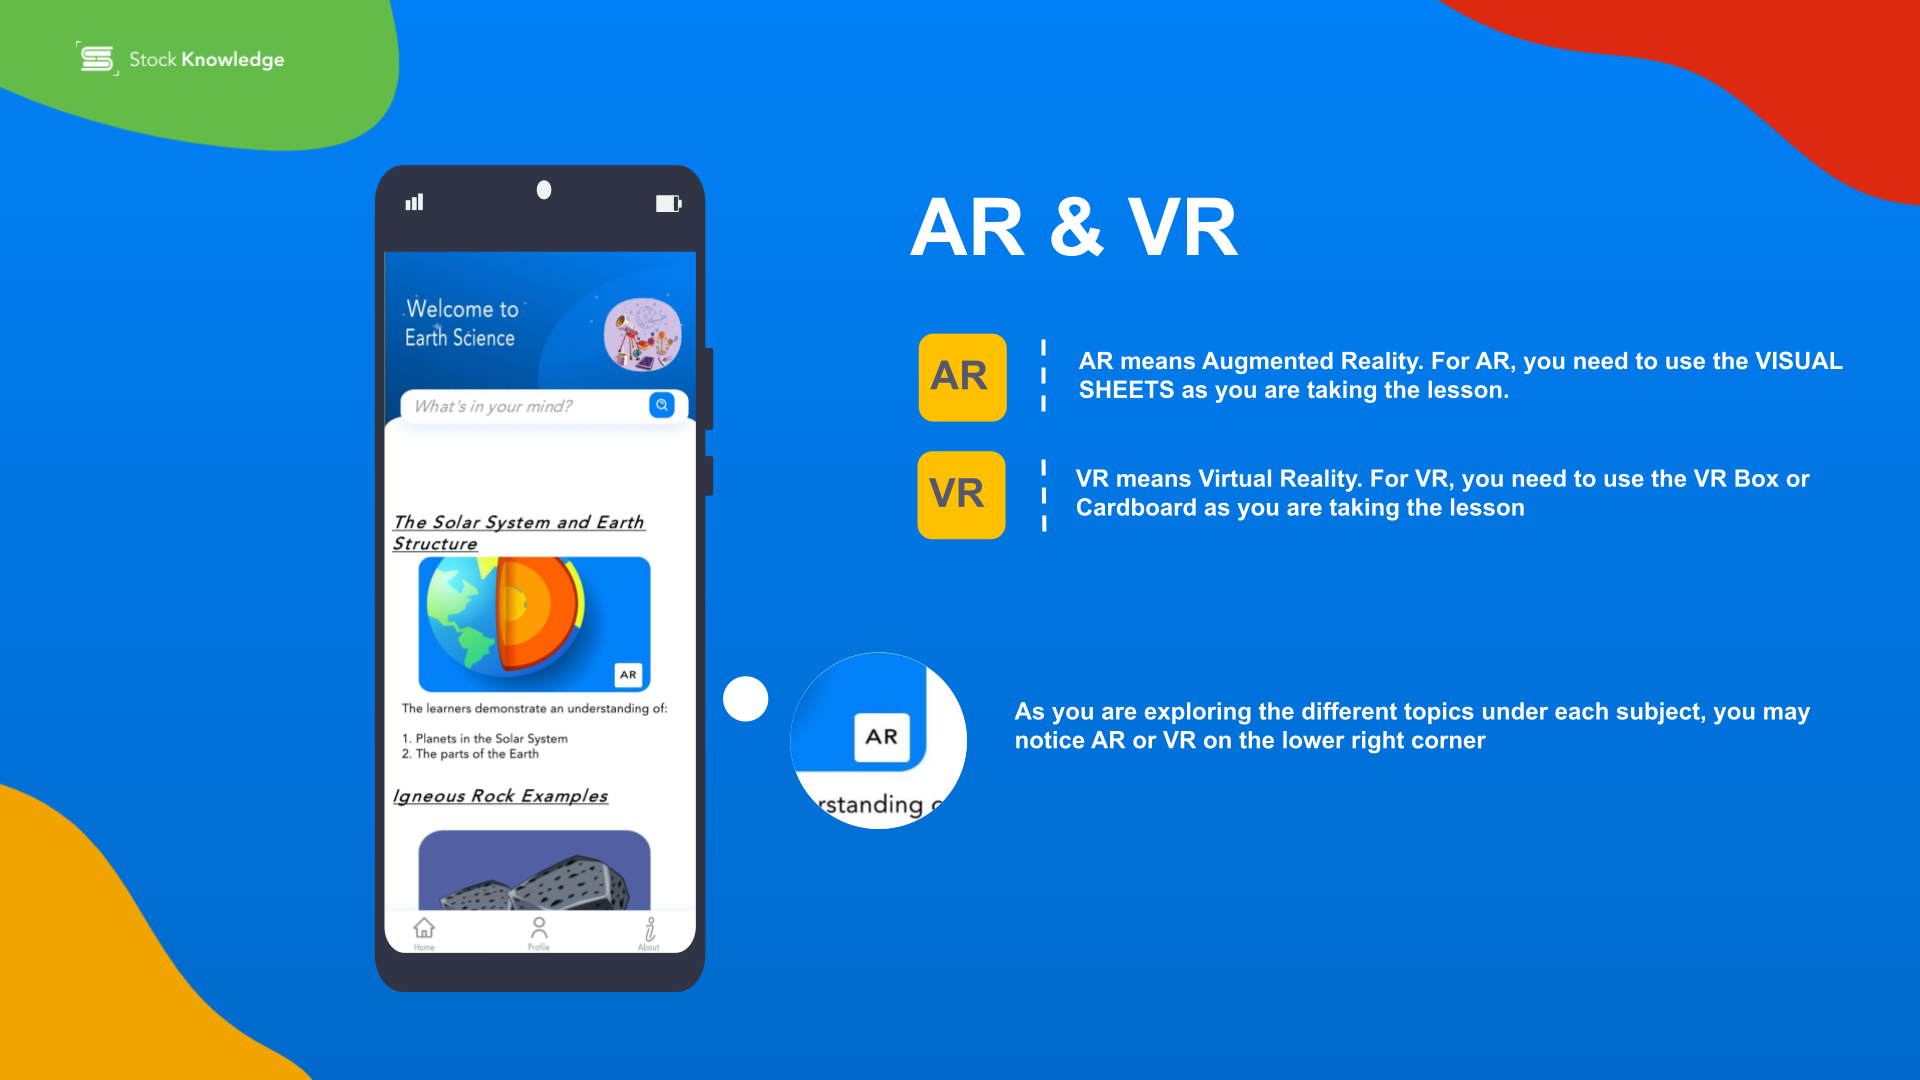 Stock Knowledge
AR & VR
Welcome to
Earth Science
What's in your mind?
The Solar System and Earth
Structure
AR
The learners demonstrate an understanding of:
1. Planets in the Solar System
2. The parts of the Earth
Igneous Rock Examples
Home
Profile
About
AR
AR means Augmented Reality. For AR, you need to use the VISUAL
SHEETS as you are taking the lesson.
VR
VR means Virtual Reality. For VR, you need to use the VR Box or
Cardboard as you are taking the lesson
AR
rstanding
As you are exploring the different topics under each subject, you may
notice AR or VR on the lower right corner